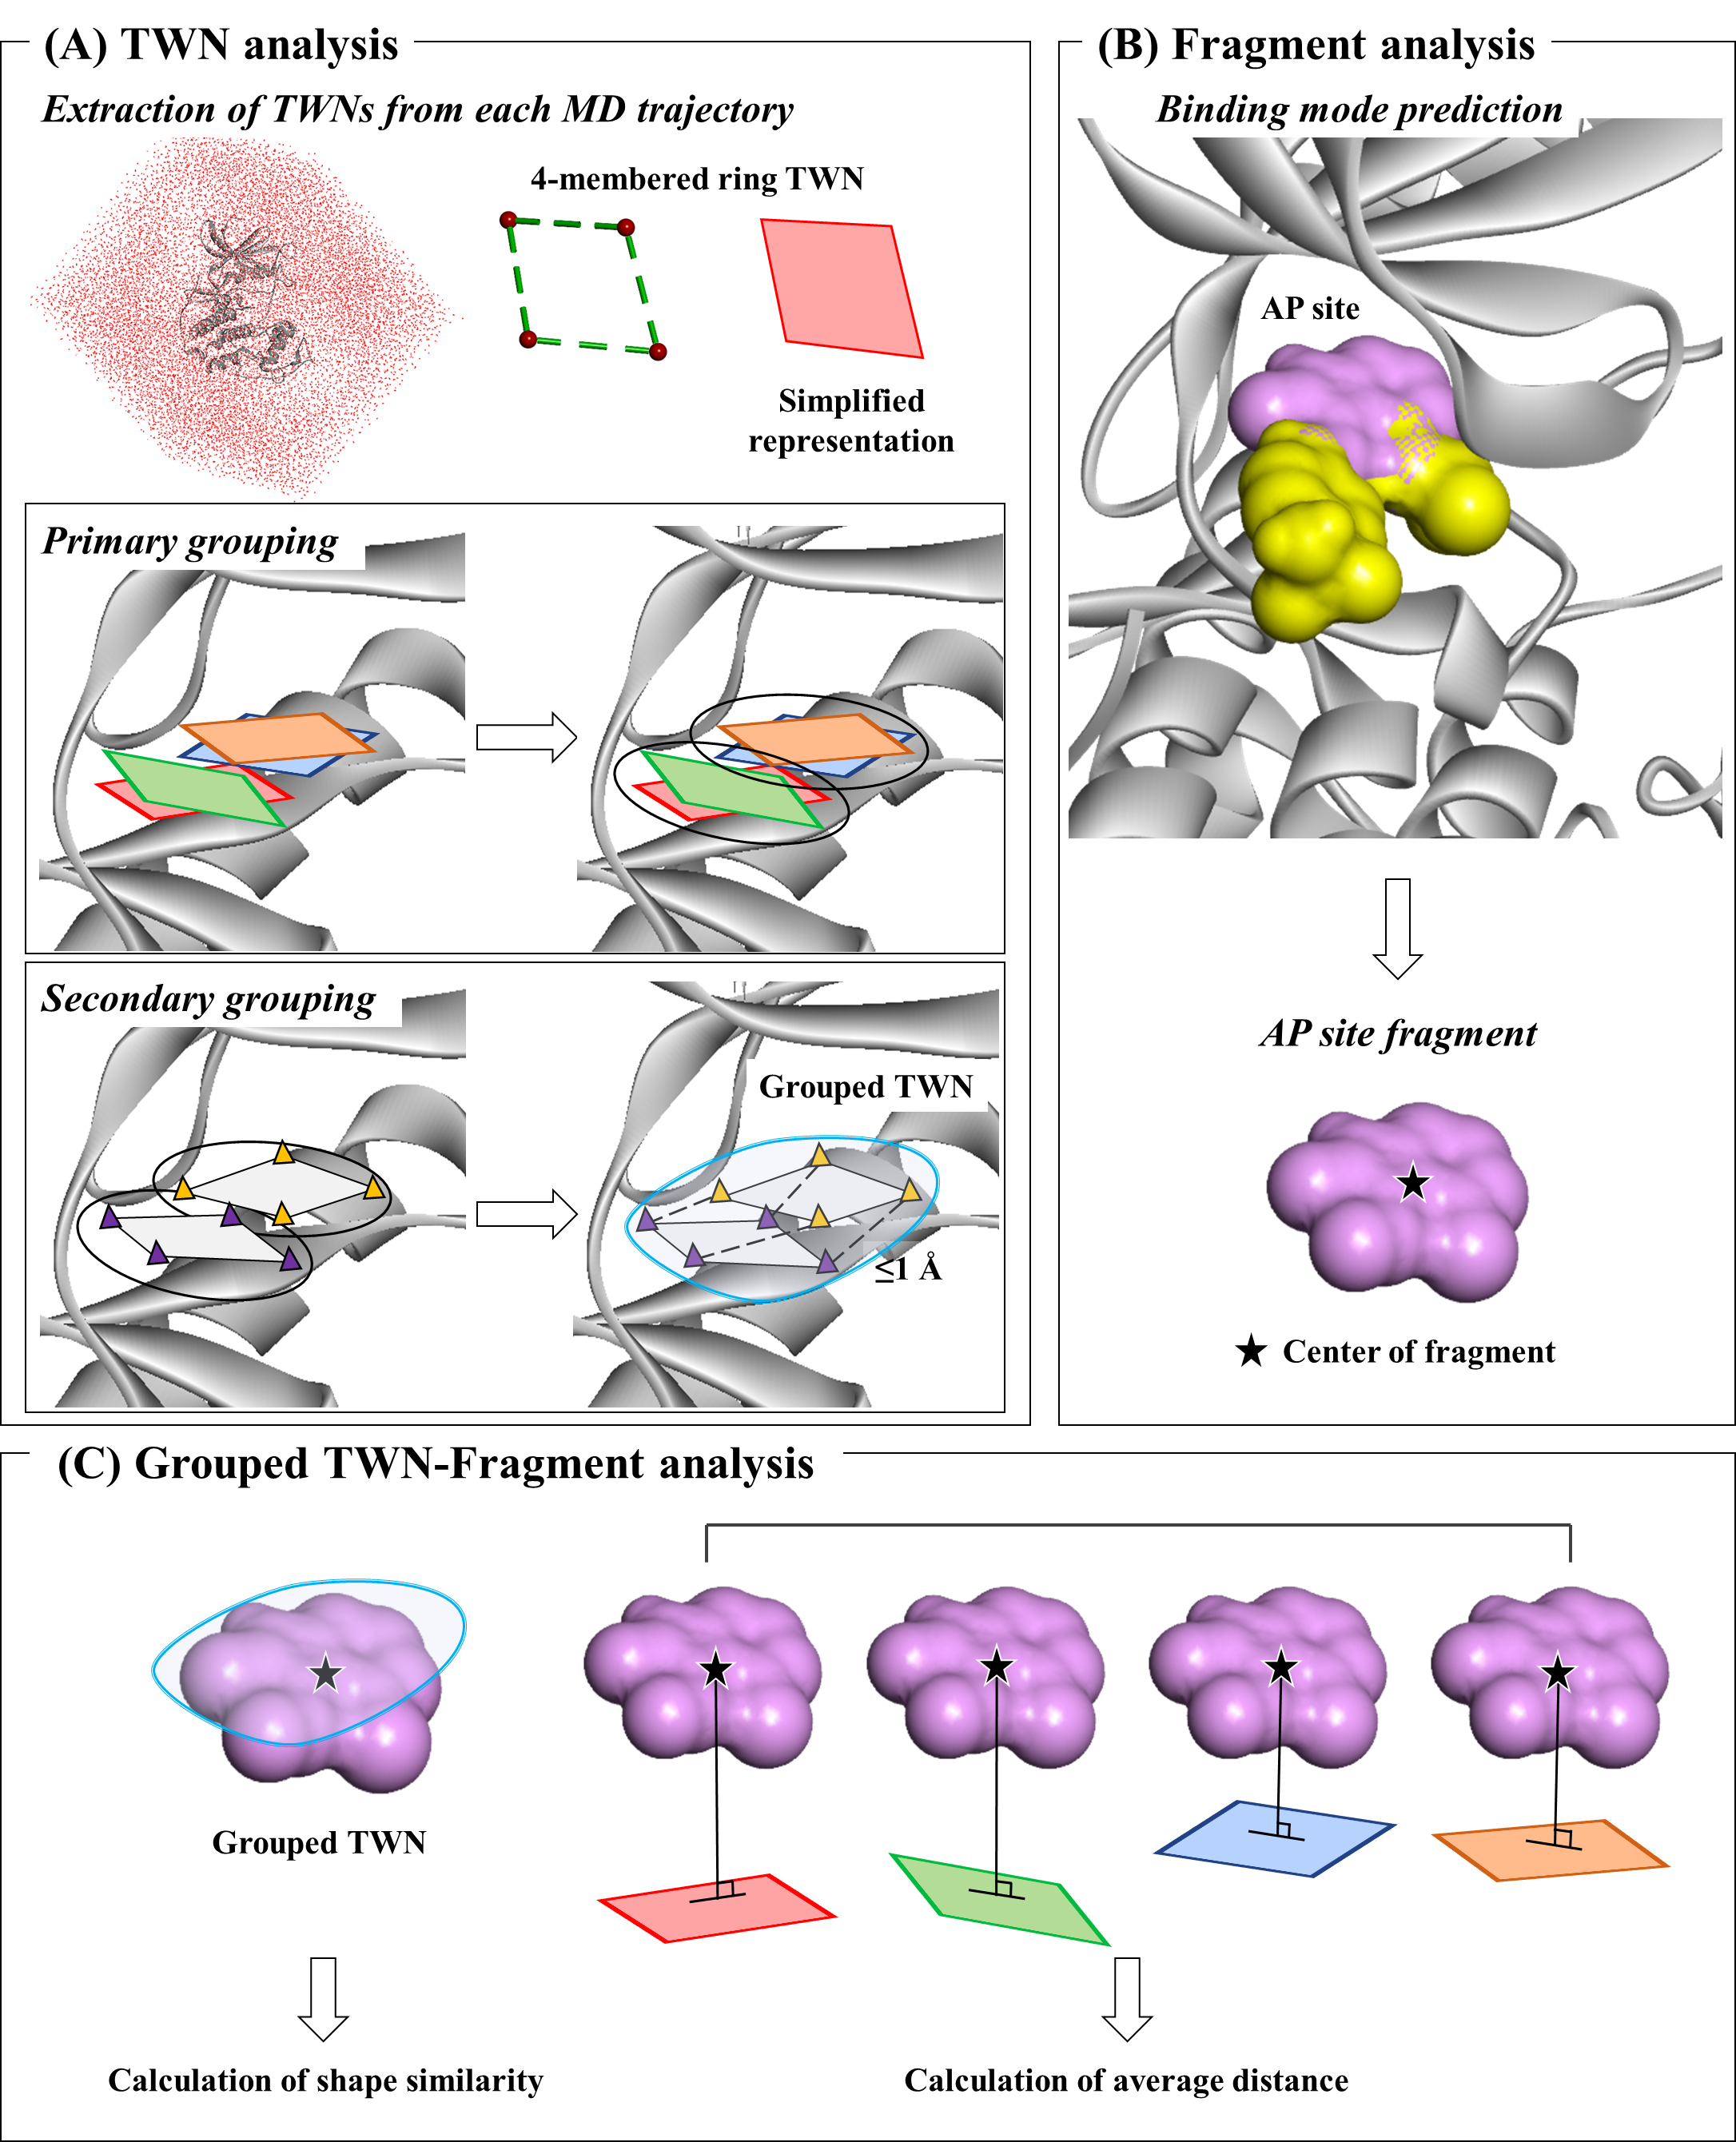 (A) TWN analysis
Extraction of TWNs from each MD trajectory
4-membered ring TWN
Simplified
representation
Primary grouping
Secondary grouping
Grouped TWN
≤1 Å
(B) Fragment analysis
Binding mode prediction
AP site
AP site fragment
★ Center of fragment
(C) Grouped TWN-Fragment analysis
Grouped TWN
Calculation of shape similarity
Calculation of average distance